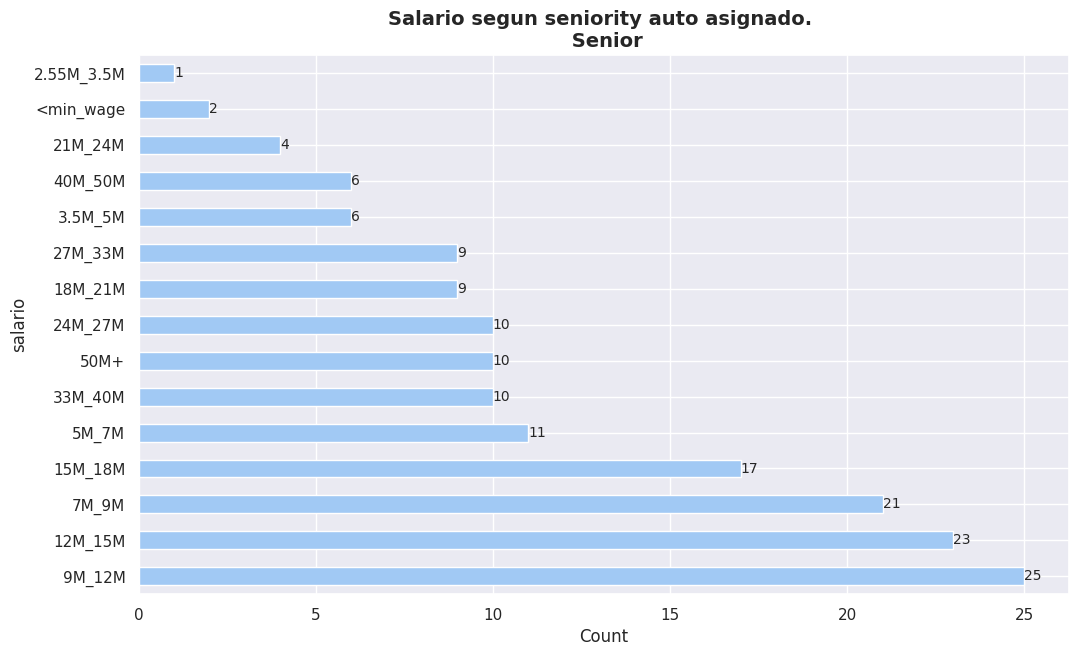 Salario segun seniority auto asignado.
Senior
2.55M_3.5M
1
<min_wage
2
21M_24M
4
40M_50M
6
3.5M_5M
6
27M_33M
9
18M_21M
9
24M_27M
10
50M+
10
33M_40M
10
5M_7M
11
15M_18M
17
7M_9M
21
12M_15M
23
9M_12M
25
salario
0 5 10 15 20 25
Count